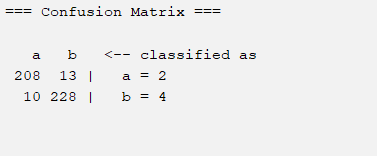 === Confusion Matrix ===
a b <-- classified as
208 13 | a = 2
10 228 | b = 4